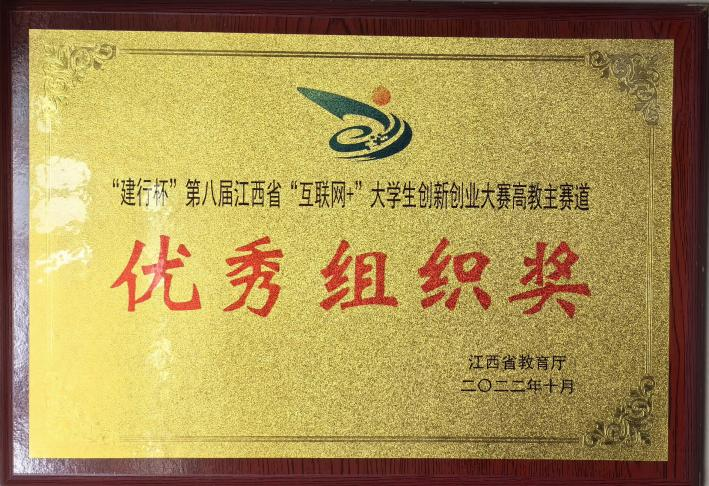 “建行杯”第八届江西省“互联网+”大学生创新创业大赛高教主赛道
优秀组织奖
江西省教育厅
二〇二二年十月